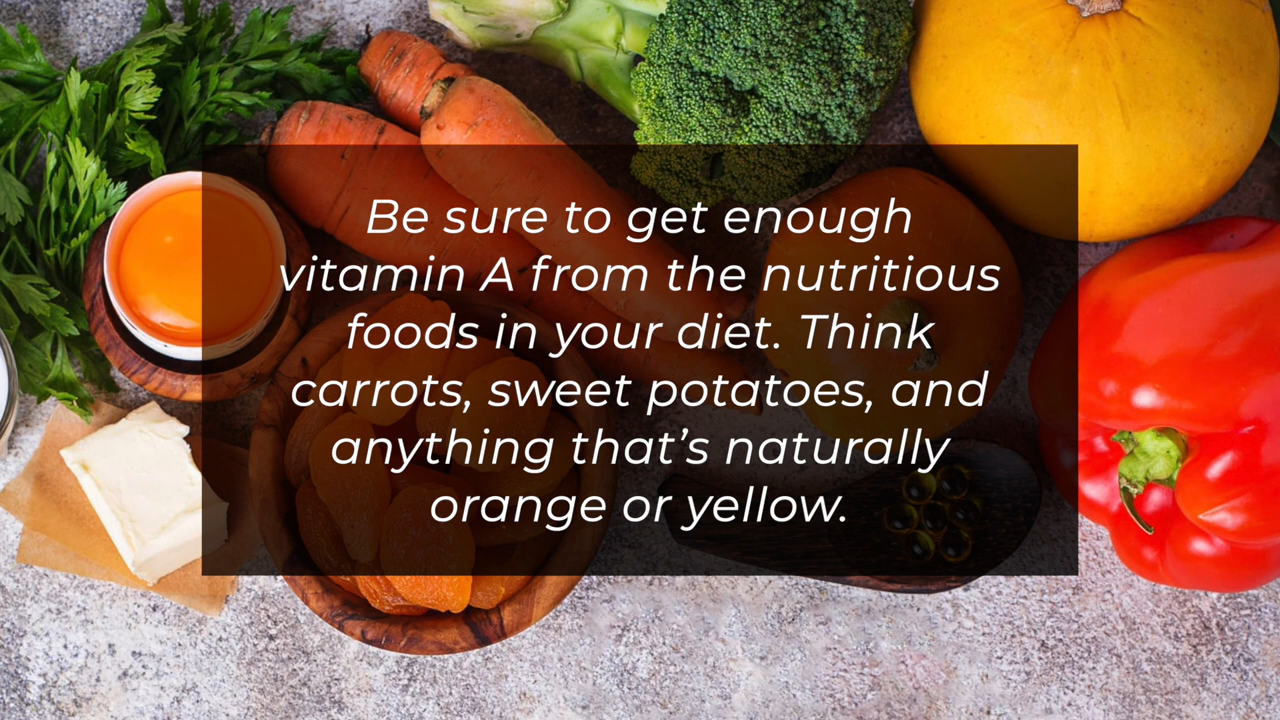 Be sure to get enough
vitamin A from the nutritious
foods in your diet. Think
carrots, sweet potatoes, and
anything that’s naturally
orange or yellow.